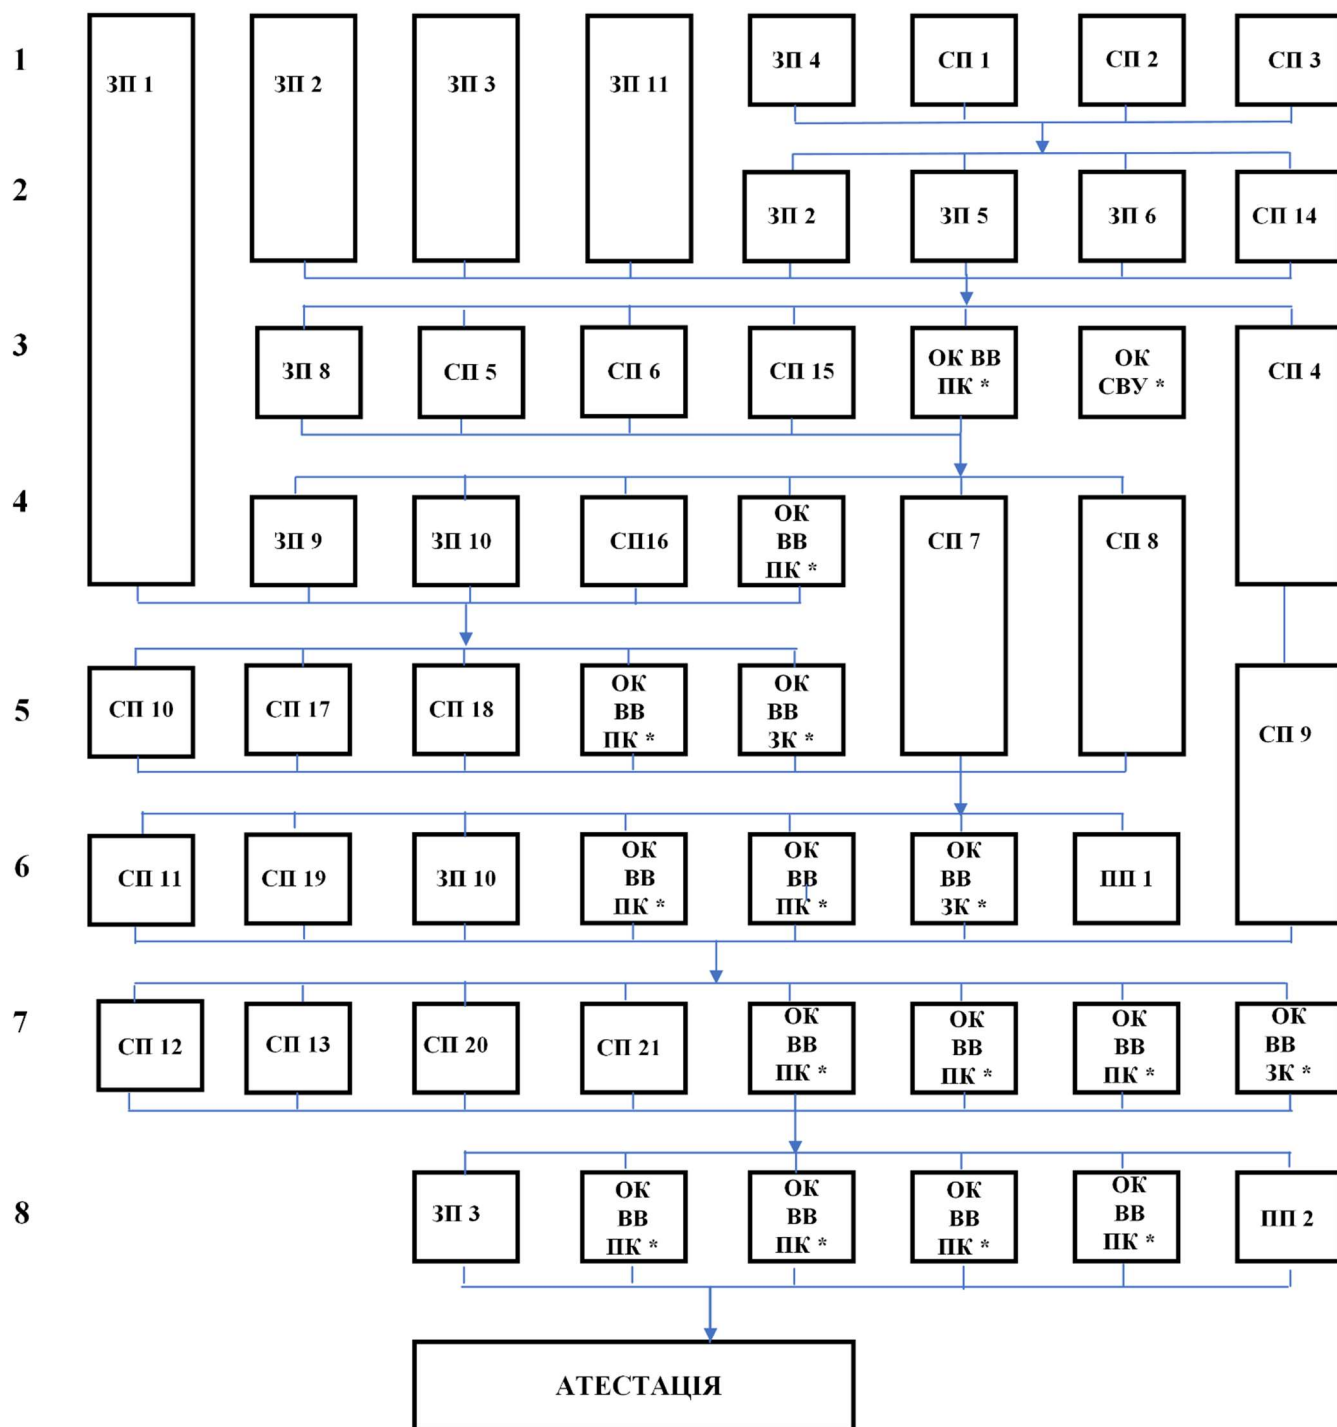 1
ЗП 1
ЗП 2
ЗП 3
ЗП 11
ЗП 4
СП 1
СП 2
СП 3
2
ЗП 2
ЗП 5
ЗП 6
СП 14
3
ЗП 8
СП 5
СП 6
СП 15
ОК ВВ
ПК *
ОК
СВУ *
СП 4
4
ЗП 9
ЗП 10
СП16
ОК
ВВ
ПК *
СП 7
СП 8
5
СП 10
СП 17
СП 18
ОК
ВВ
ПК *
ОК
ВВ
ЗК *
СП 9
6
СП 11
СП 19
ЗП 10
ОК
ВВ
ПК *
ОК
ВВ
ПК *
ОК
ВВ
ЗК *
ПП 1
7
СП 12
СП 13
СП 20
СП 21
ОК
ВВ
ПК *
ОК
ВВ
ПК *
ОК
ВВ
ПК *
ОК
ВВ
ЗК *
8
ЗП 3
ОК
ВВ
ПК *
ОК
ВВ
ПК *
ОК
ВВ
ПК *
ОК
ВВ
ПК *
ПП 2
АТЕСТАЦІЯ